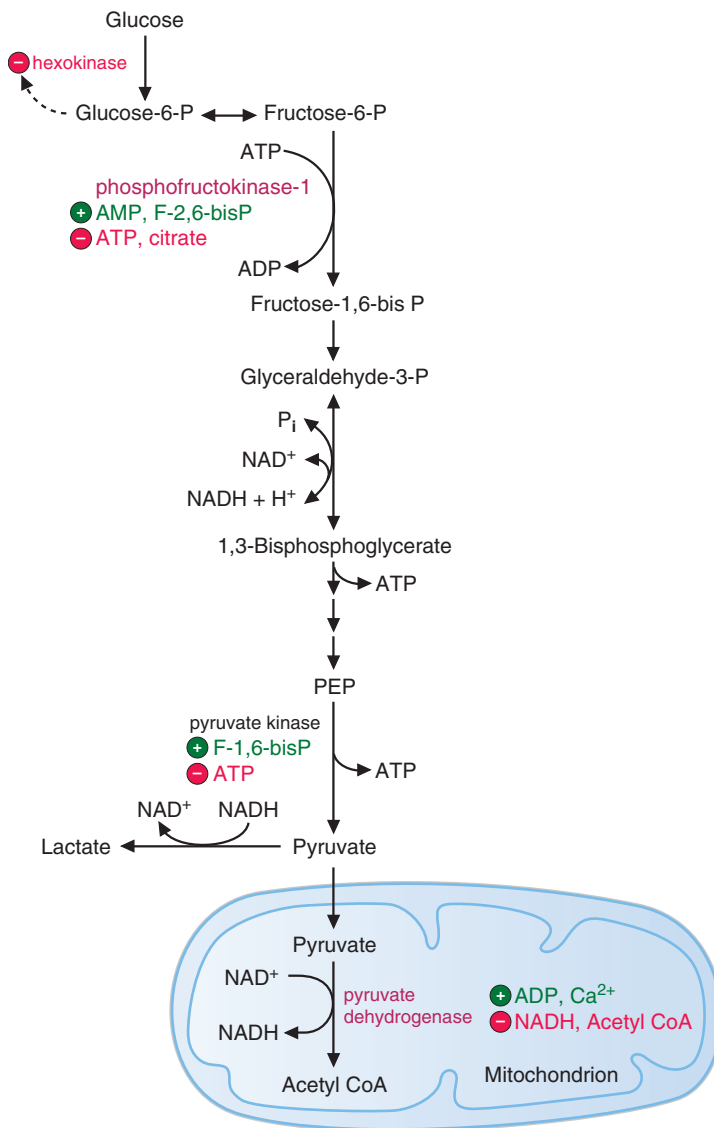 Glucose
− hexokinase
Glucose-6-P
Fructose-6-P
ATP
phosphofructokinase-1
+ AMP, F-2,6-bisP
− ATP, citrate
ADP
Fructose-1,6-bis P
Glyceraldehyde-3-P
Pi
NAD+
NADH + H+
1,3-Bisphosphoglycerate
ATP
PEP
pyruvate kinase
+ F-1,6-bisP
− ATP
ATP
NAD+
NADH
Lactate
Pyruvate
Pyruvate
NAD+
pyruvate
dehydrogenase
+ ADP, Ca2+
− NADH, Acetyl CoA
NADH
Acetyl CoA
Mitochondrion